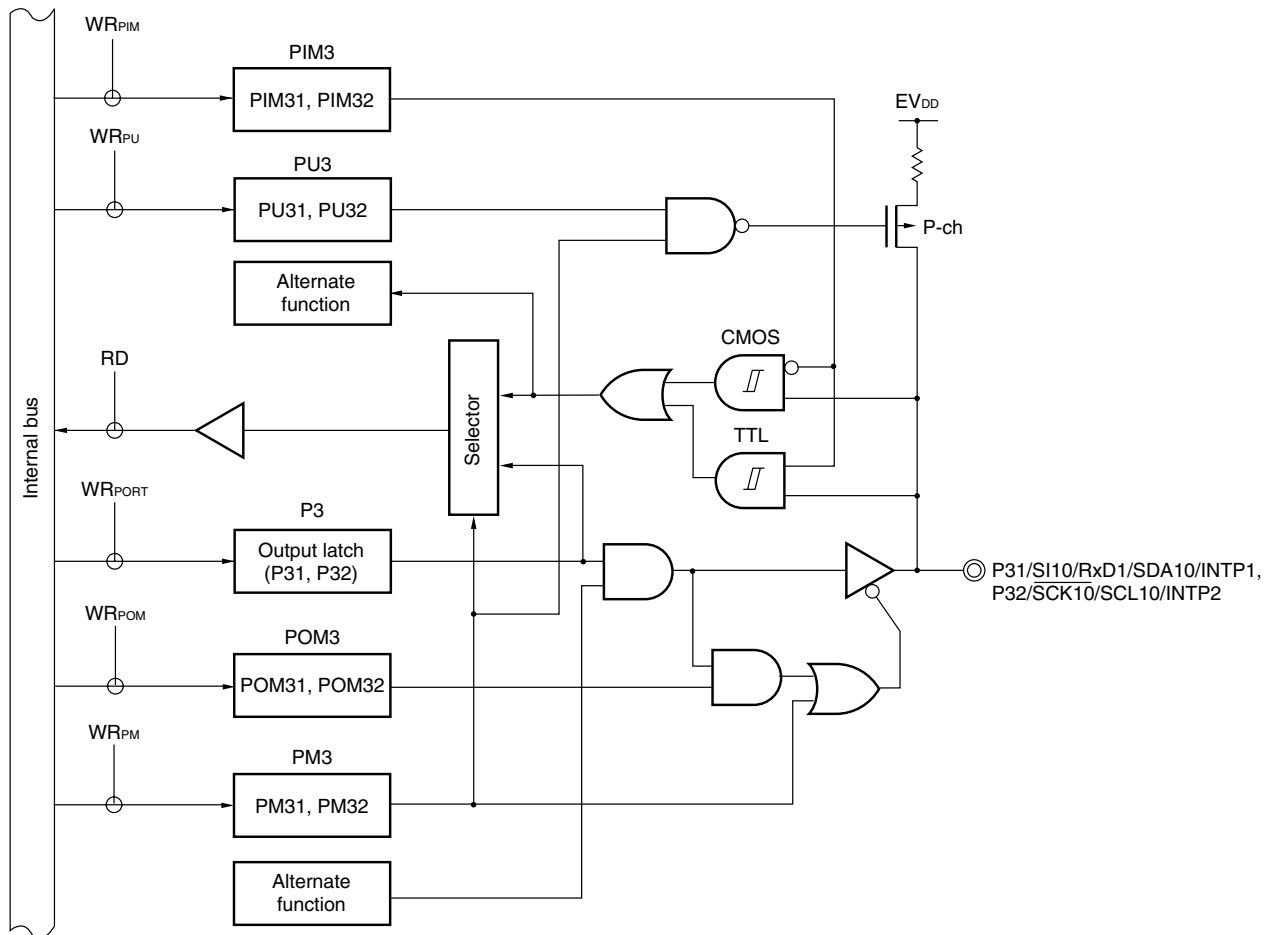 WRPIM
PIM3
PIM31, PIM32
EVDD
WRPU
PU3
PU31, PU32
P-ch
Alternate
function
CMOS
RD
Selector
TTL
Internal bus
WRPORT
P3
Output latch
(P31, P32)
P31/SI10/RxD1/SDA10/INTP1,
P32/SCK10/SCL10/INTP2
WRPOM
POM3
POM31, POM32
WRPM
PM3
PM31, PM32
Alternate
function